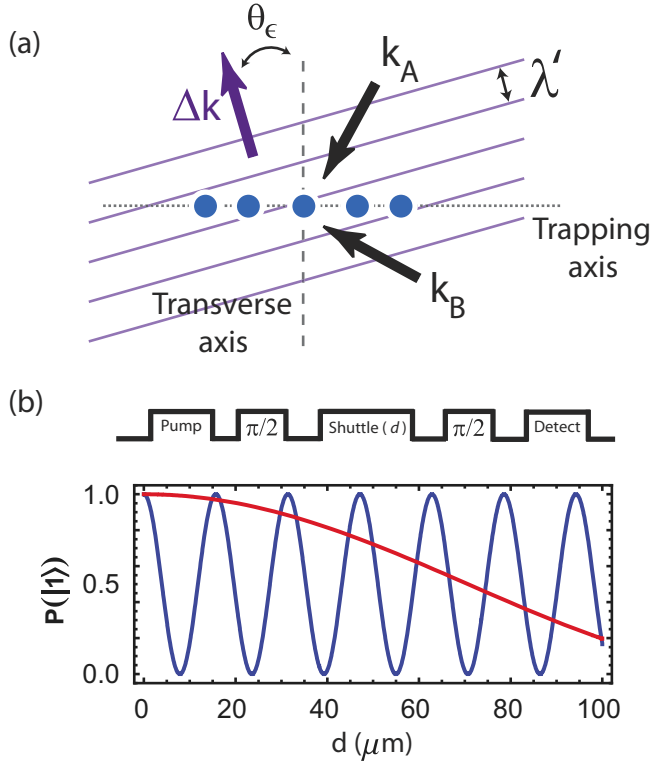 (a)
θϵ
kA
λ′
Δk
Trapping
axis
kB
Transverse
axis
(b)
Pump
π/2
Shuttle (d)
π/2
Detect
1.0
0.5
0.0
P(|1⟩)
0 20 40 60 80 100
d (μm)